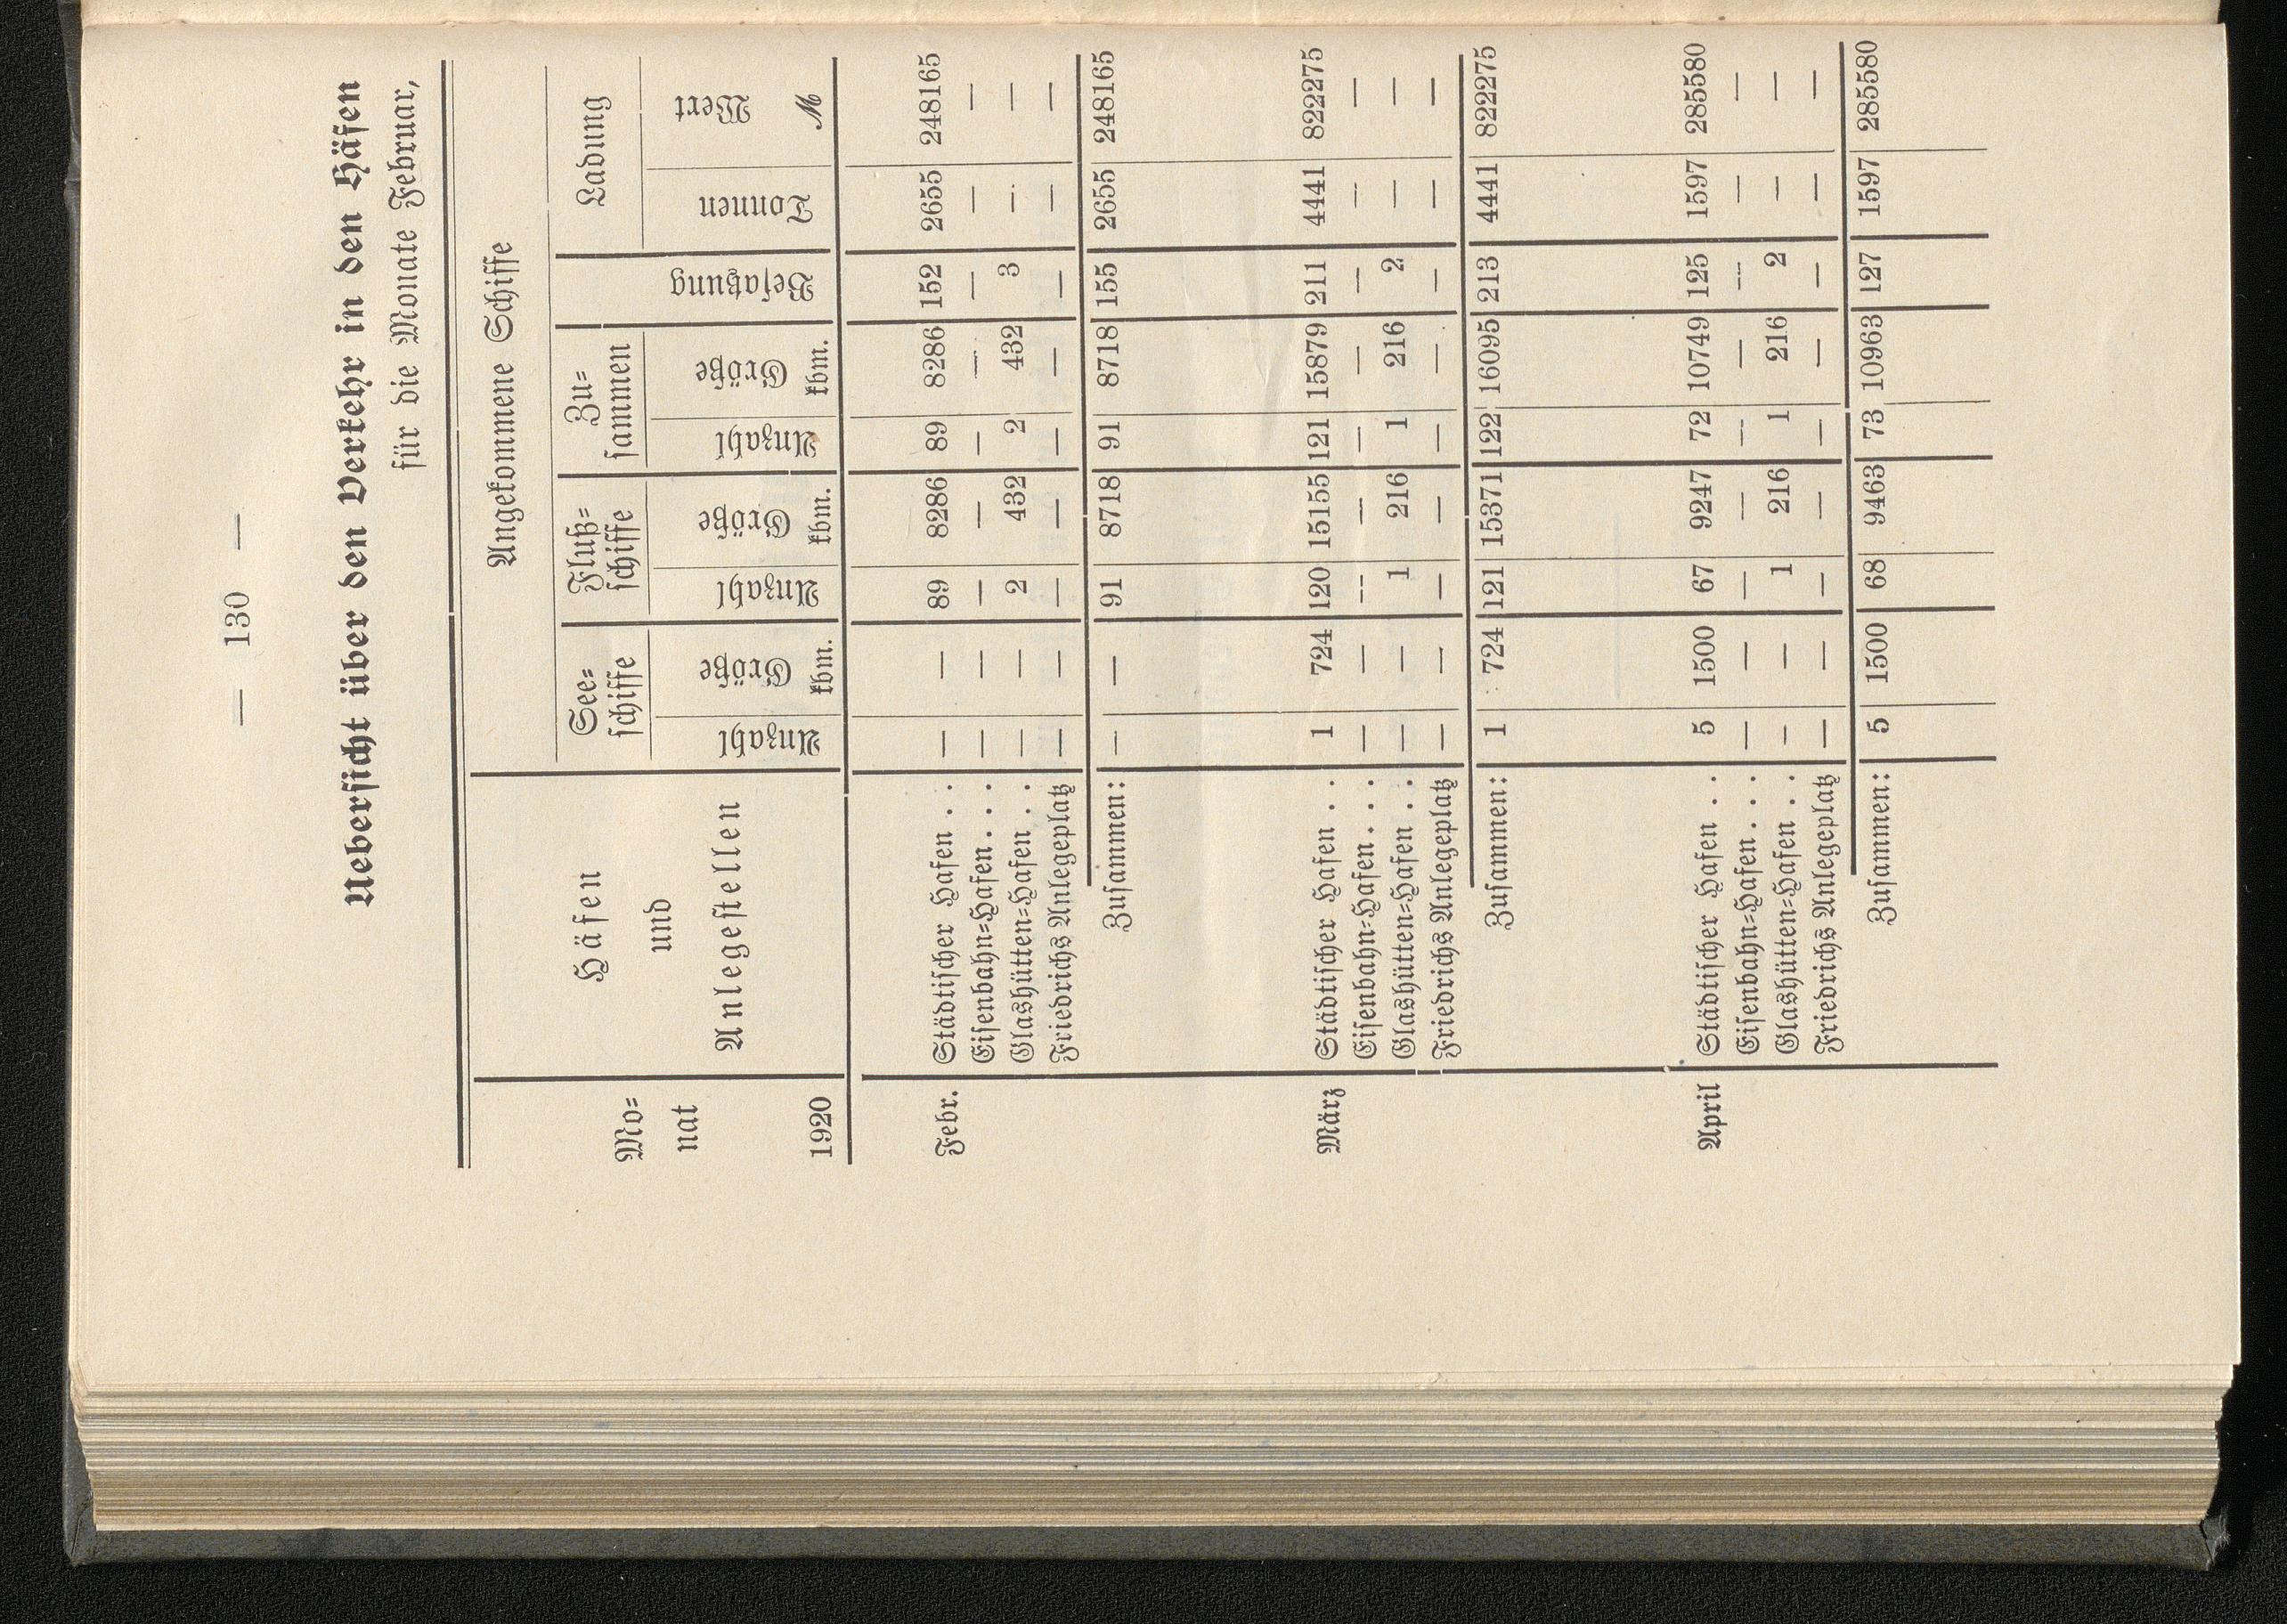 — 130 —
Uebersicht über den Verkehr in den Häfen
für die Monate Februar,
Mo=
nat
1920
Häfen
und
Anlegestellen
Angekommene Schiffe
See=
schiffe
Fluß=
schiffe
Zu=
sammen
Besatzung
Ladung
Anzahl Größe kbm. Anzahl Größe kbm. Anzahl Größe kbm. Tonnen Wert ℳ
Febr. Städtischer Hafen . . — — 89 8286 89 8286 152 2655 248165
Eisenbahn=Hafen . . . — — — — — — — — —
Glashütten=Hafen . . — — 2 432 2 432 3 — —
Friedrichs Anlegeplatz — — — — — — — — —
Zusammen: — — 91 8718 91 8718 155 2655 248165
März Städtischer Hafen . . 1 724 120 15155 121 15879 211 4441 822275
Eisenbahn=Hafen . . . — — — — — — — — —
Glashütten=Hafen . . — — 1 216 1 216 2 — —
Friedrichs Anlegeplatz — — — — — — — — —
Zusammen: 1 724 121 15371 122 16095 213 4441 822275
April Städtischer Hafen . . 5 1500 67 9247 72 10749 125 1597 285580
Eisenbahn=Hafen . . . — — — — — — — — —
Glashütten=Hafen . . — — 1 216 1 216 2 — —
Friedrichs Anlegeplatz — — — — — — — — —
Zusammen: 5 1500 68 9463 73 10963 127 1597 285580